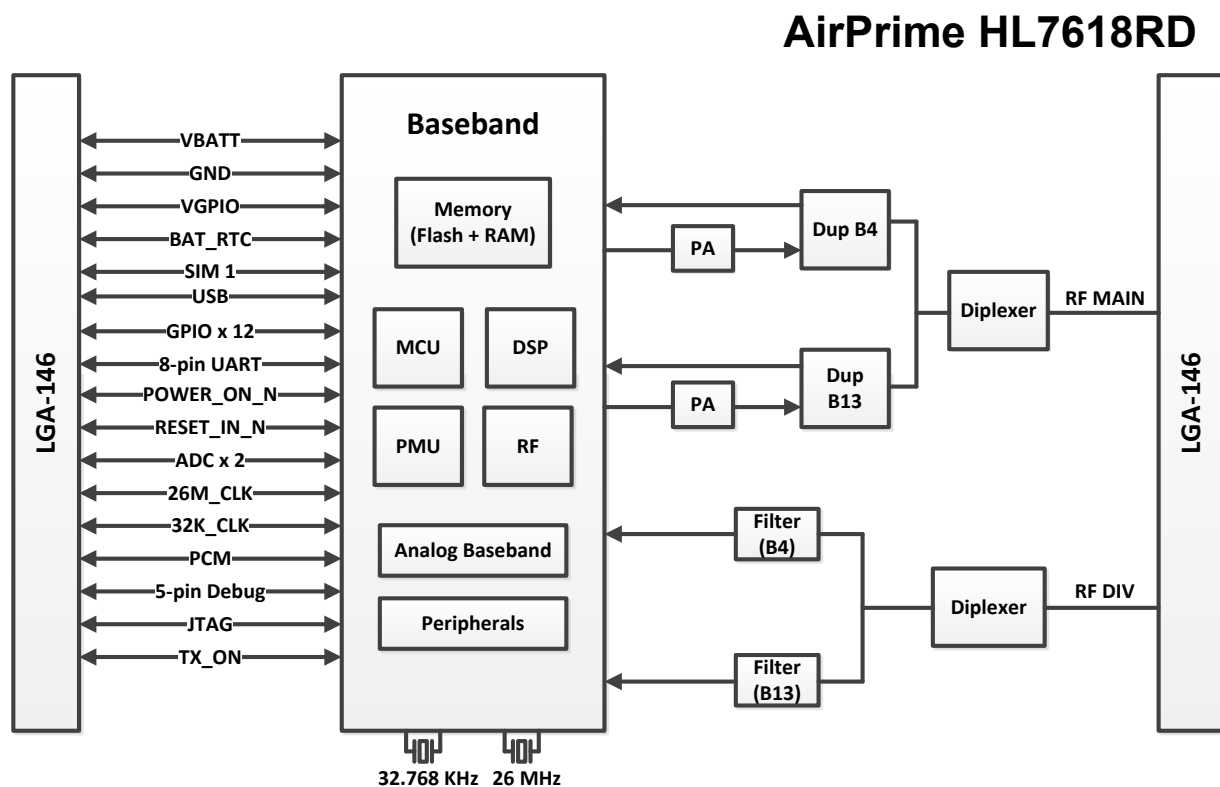 AirPrime HL7618RD
LGA-146
VBATT
GND
VGPIO
BAT_RTC
SIM 1
USB
GPIO x 12
8-pin UART
POWER_ON_N
RESET_IN_N
ADC x 2
26M_CLK
32K_CLK
PCM
5-pin Debug
JTAG
TX_ON
Baseband
Memory
(Flash + RAM)
MCU
DSP
PMU
RF
Analog Baseband
Peripherals
32.768 KHz
26 MHz
PA
Dup B4
PA
Dup
B13
Diplexer
RF MAIN
Filter
(B4)
Filter
(B13)
Diplexer
RF DIV
LGA-146